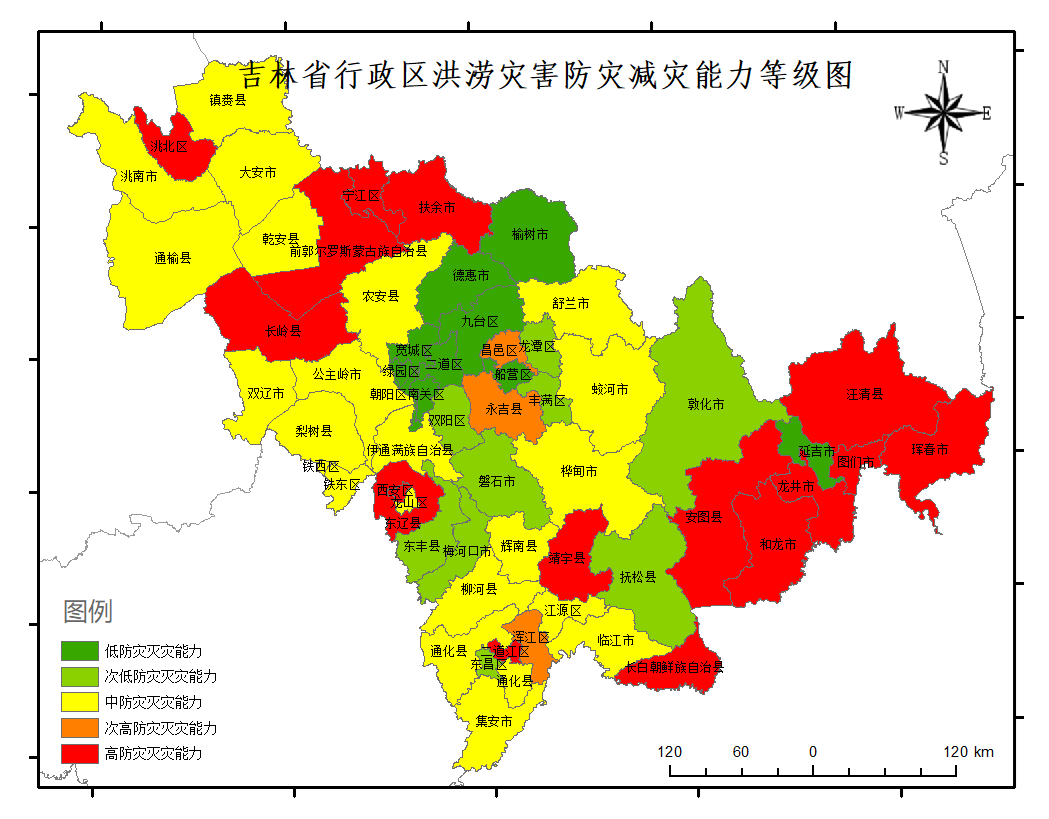 吉林省行政区洪涝灾害防灾减灾能力等级图
N
W
E
S
镇赉县
洮北区
洮南市
大安市
宁江区
扶余市
榆树市
乾安县
前郭尔罗斯蒙古族自治县
通榆县
德惠市
农安县
舒兰市
九台区
长岭县
宽城区
昌邑区
龙潭区
二道区
绿园区
船营区
公主岭市
双辽市
朝阳区
南关区
丰满区
蛟河市
永吉县
敦化市
汪清县
双阳区
梨树县
伊通满族自治县
延吉市
珲春市
图们市
铁西区
铁东区
桦甸市
磐石市
西安区
龙山区
龙井市
东辽县
安图县
和龙市
东丰县
梅河口市
辉南县
靖宇县
抚松县
柳河县
江源区
浑江区
临江市
通化县
道江区
东昌区
长白朝鲜族自治县
通化县
集安市
图例
低防灾灭灾能力
次低防灾灭灾能力
中防灾灭灾能力
次高防灾灭灾能力
高防灾灭灾能力
120 60 0 120 km